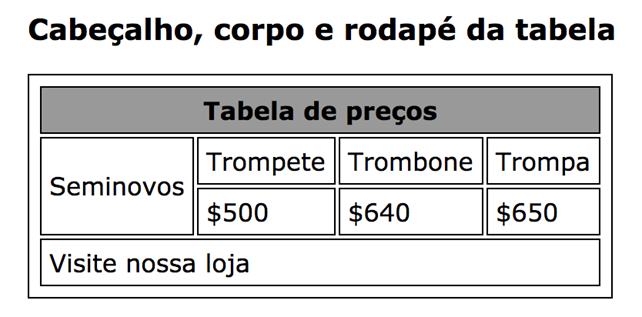 Cabeçalho, corpo e rodapé da tabela
Tabela de preços
Seminovos
Trompete Trombone Trompa
$500 $640 $650
Visite nossa loja